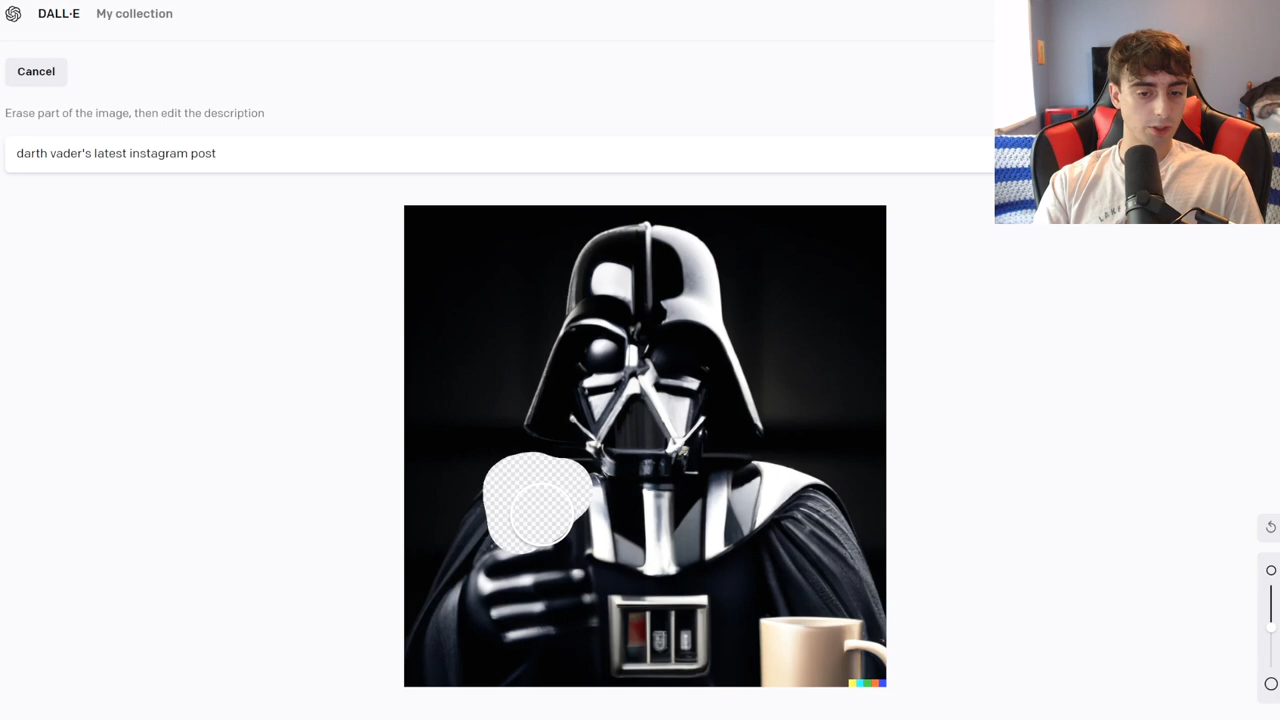 DALL·E My collection
Cancel
Erase part of the image, then edit the description
darth vader's latest instagram post